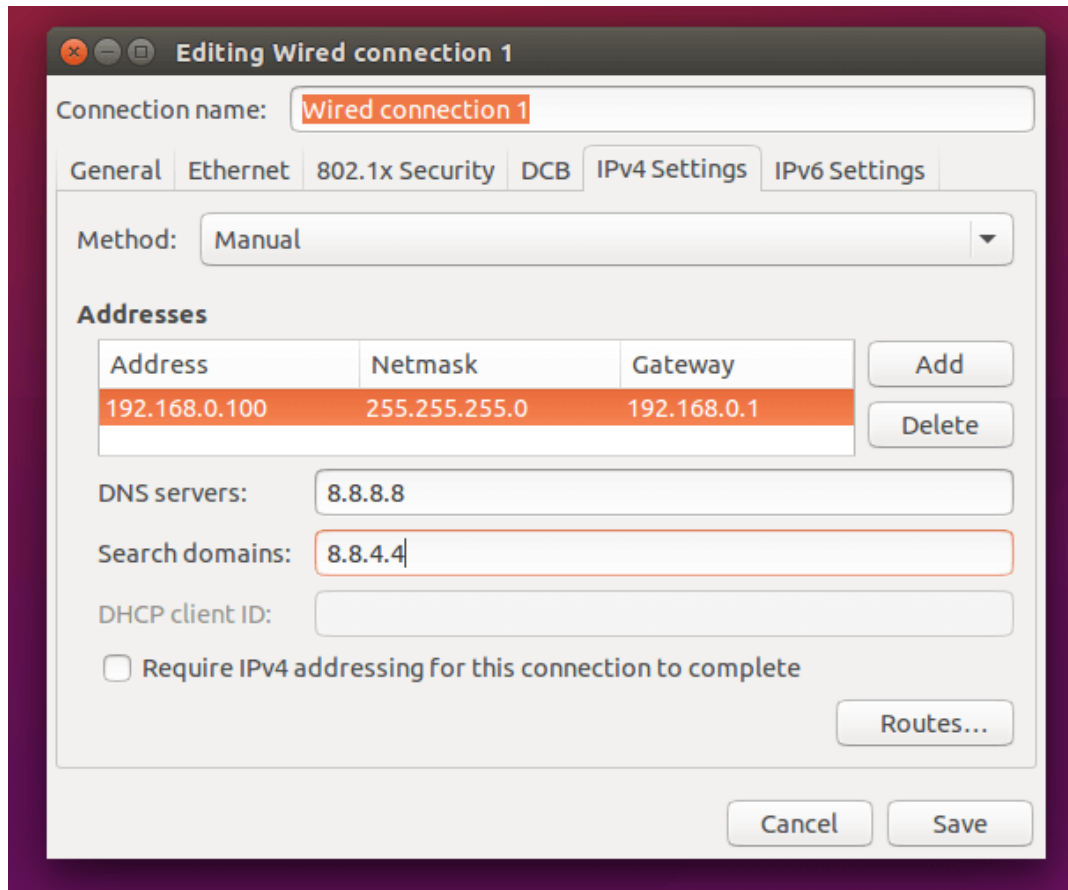 Editing Wired connection 1
Connection name: Wired connection 1
General Ethernet 802.1x Security DCB IPv4 Settings IPv6 Settings
Method: Manual
Addresses
Address Netmask Gateway Add
192.168.0.100 255.255.255.0 192.168.0.1
Delete
DNS servers: 8.8.8.8
Search domains: 8.8.4.4
DHCP client ID:
Require IPv4 addressing for this connection to complete
Routes...
Cancel Save